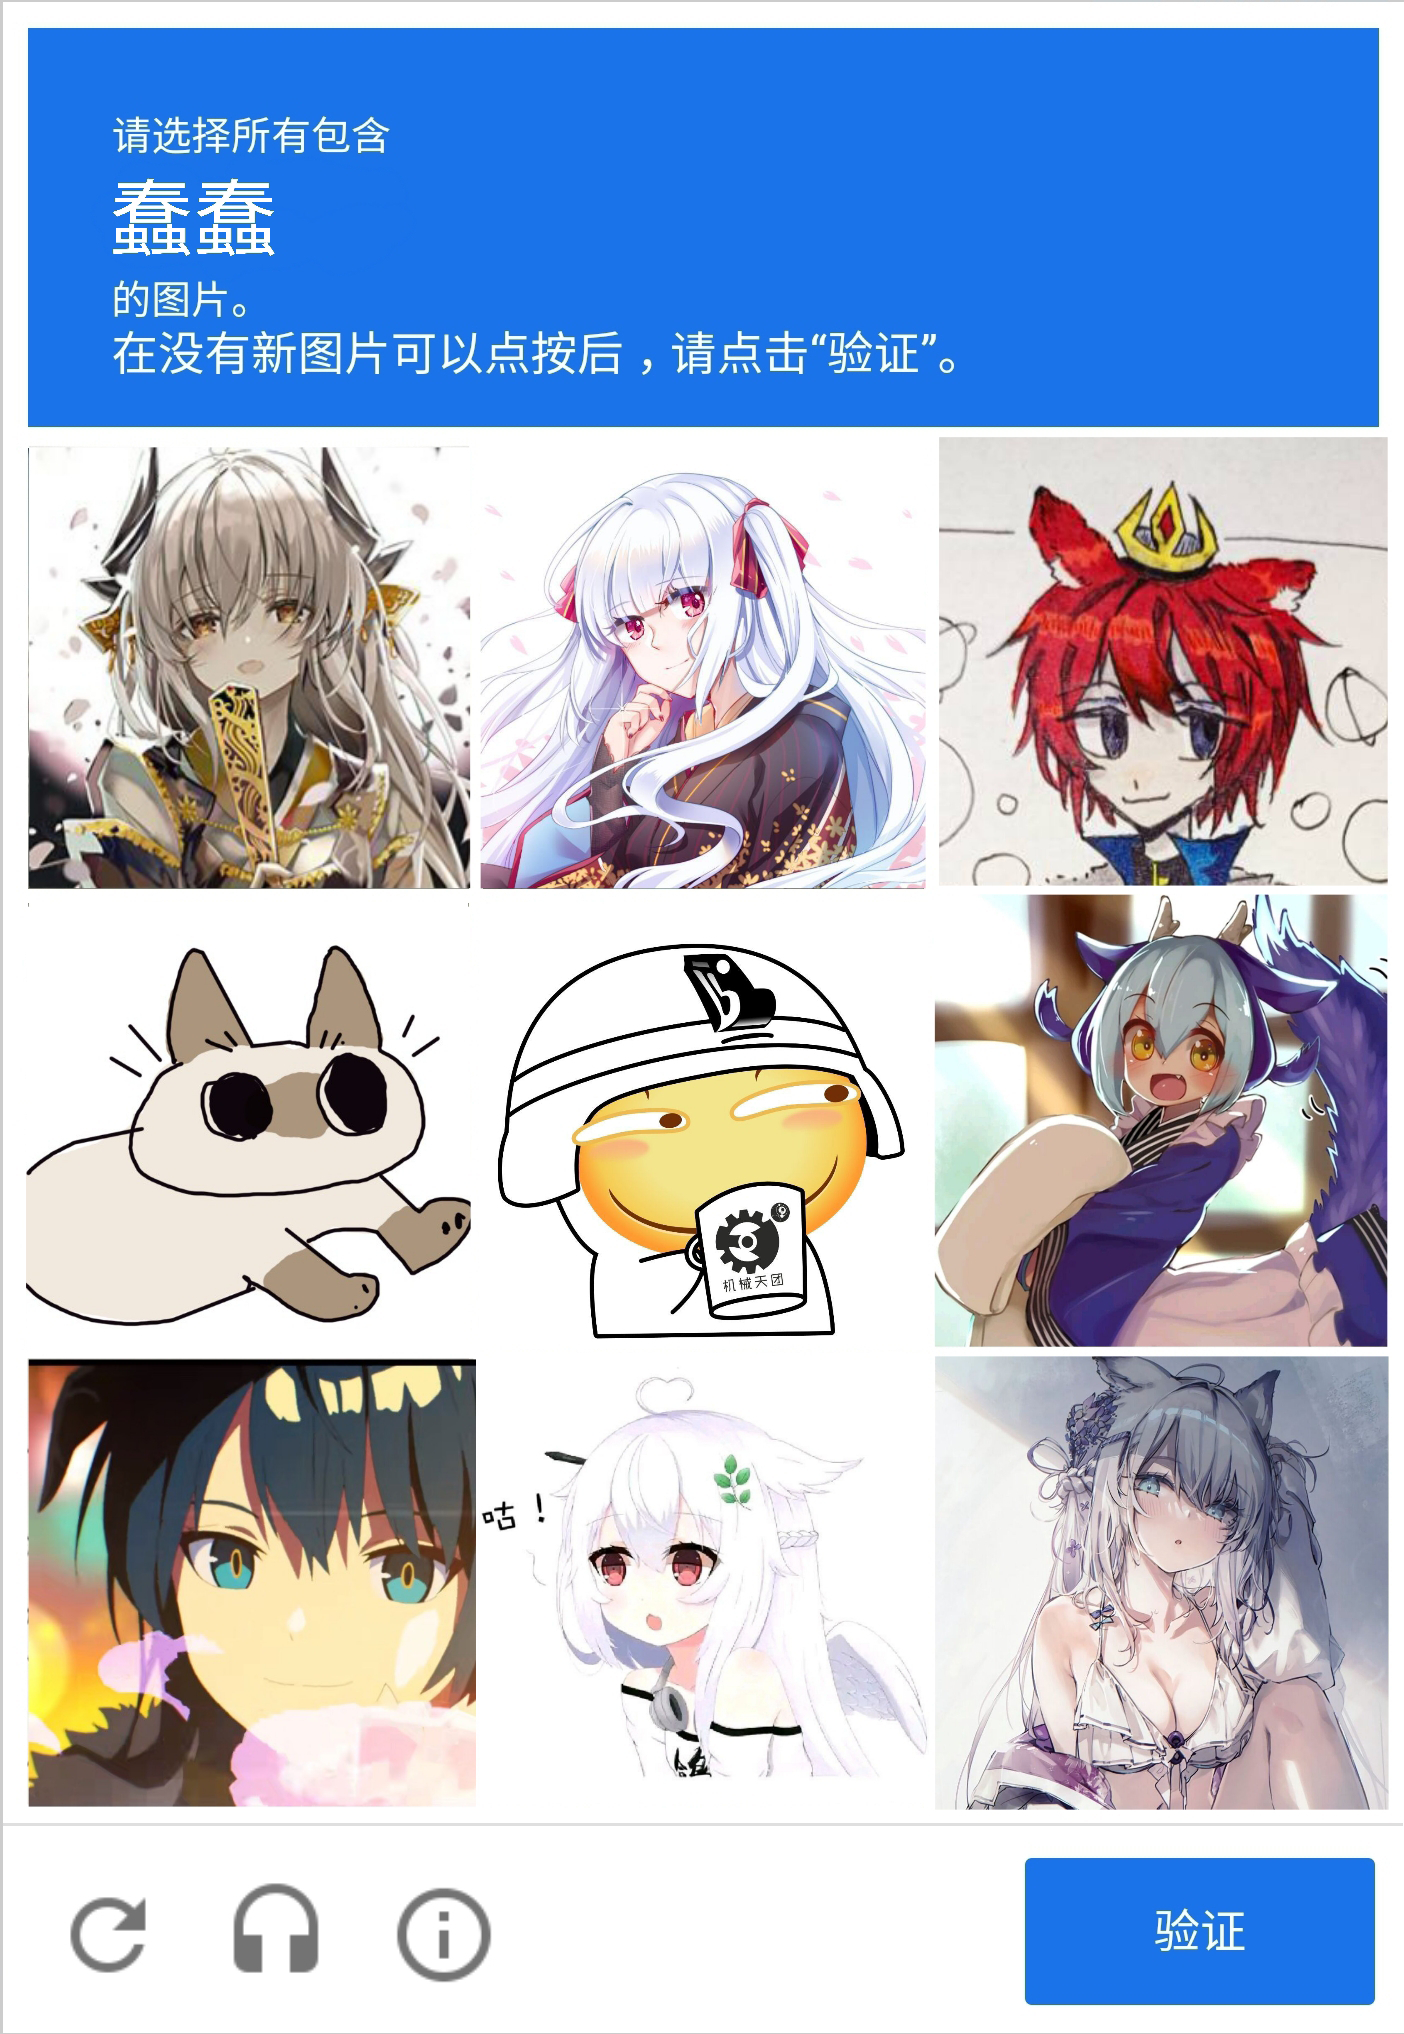 请选择所有包含
蠢蠢
的图片。
在没有新图片可以点按后，请点击“验证”。
机械天团
咕！
验证